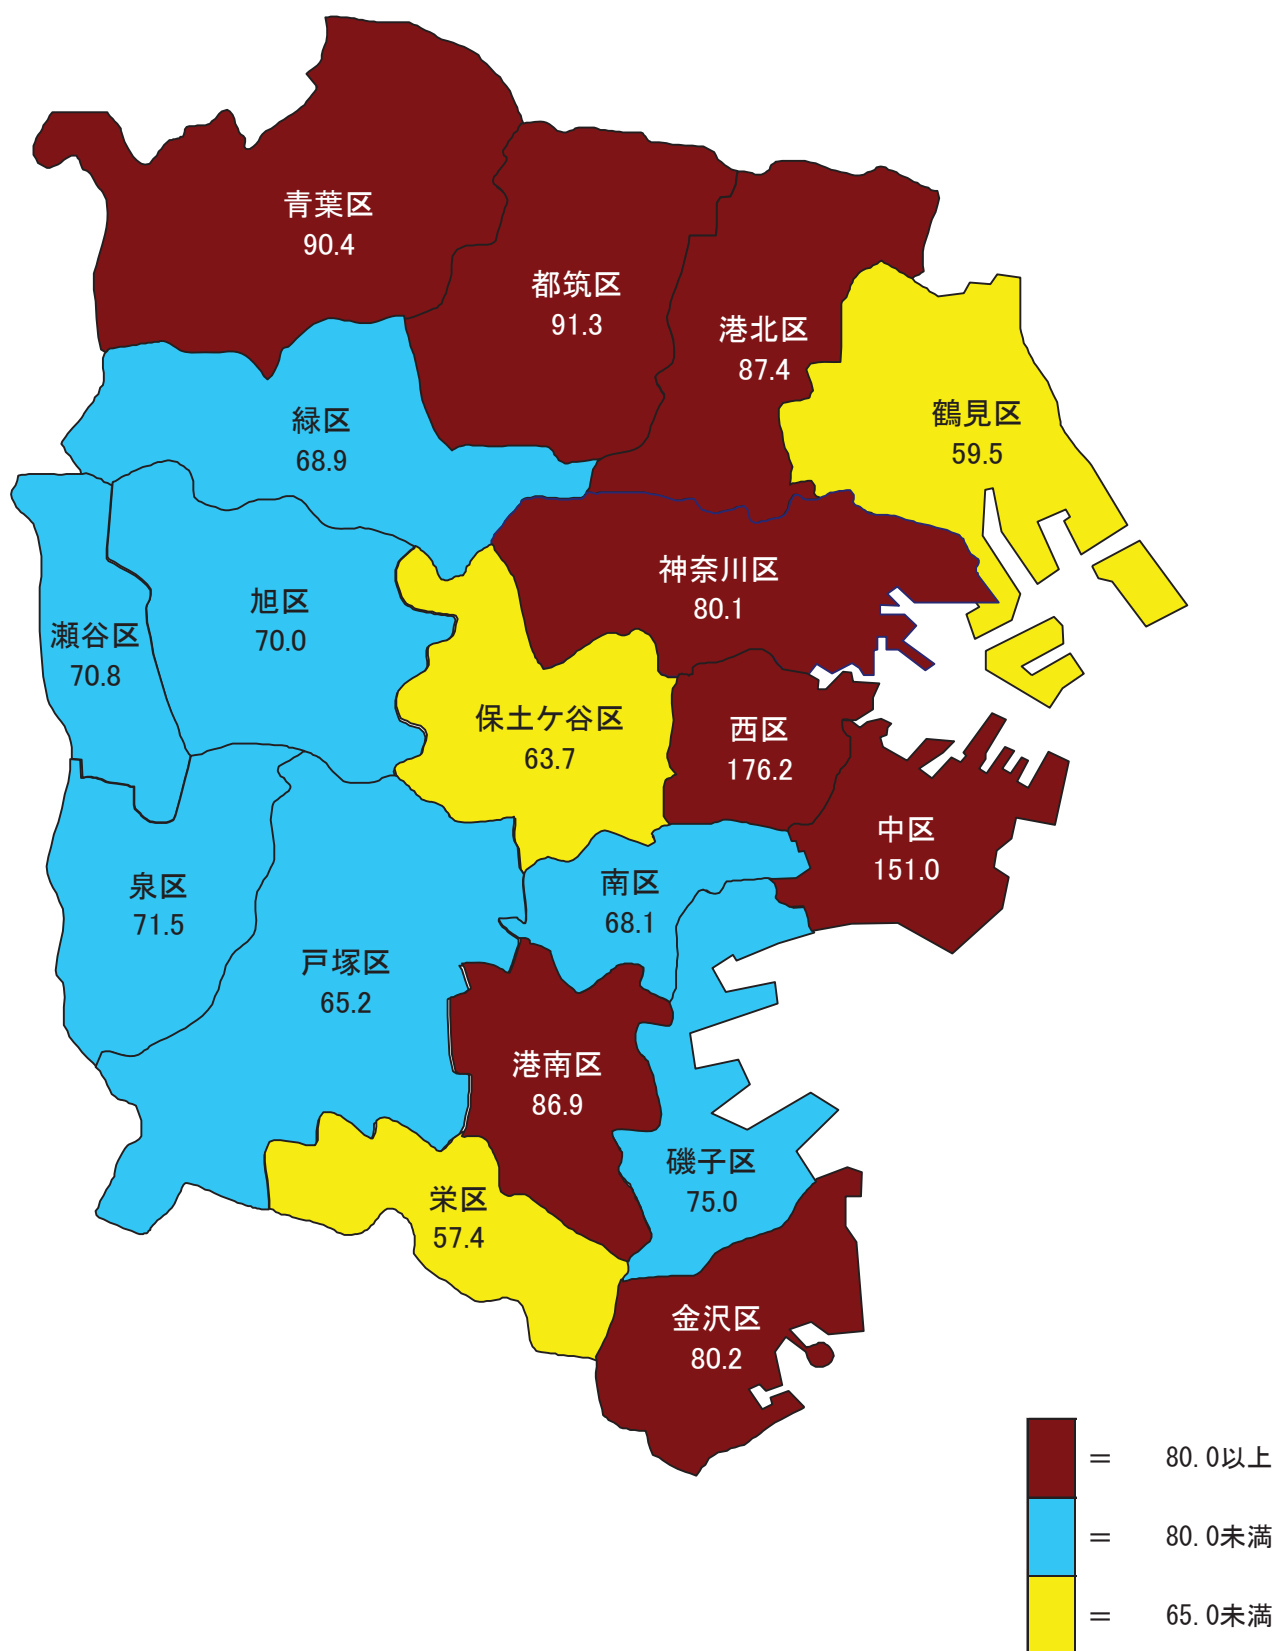 青葉区
90.4
都筑区
91.3
港北区
87.4
鶴見区
59.5
緑区
68.9
神奈川区
80.1
旭区
70.0
瀬谷区
70.8
保土ケ谷区
63.7
西区
176.2
中区
151.0
泉区
71.5
南区
68.1
戸塚区
65.2
港南区
86.9
磯子区
75.0
栄区
57.4
金沢区
80.2
＝ 80.0以上
＝ 80.0未満
＝ 65.0未満